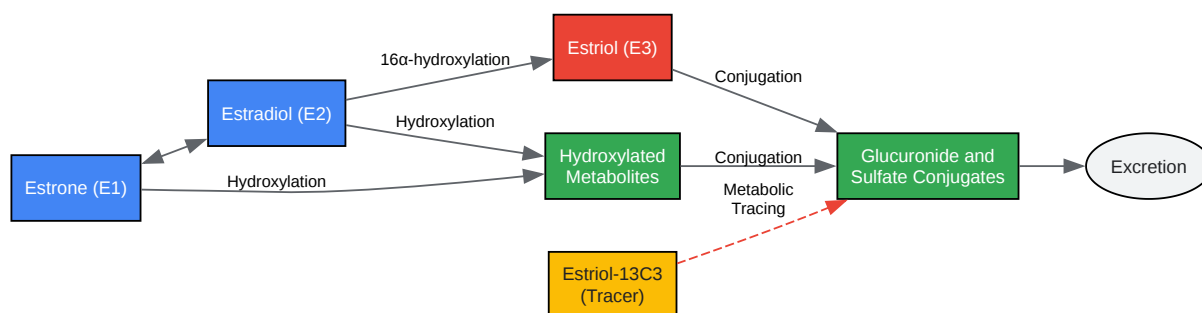 Estriol (E3)
16α-hydroxylation
Conjugation
Estradiol (E2)
Hydroxylation
Hydroxylated
Metabolites
Conjugation
Glucuronide and
Sulfate Conjugates
Excretion
Estrone (E1)
Hydroxylation
Metabolic
Tracing
Estriol-13C3
(Tracer)